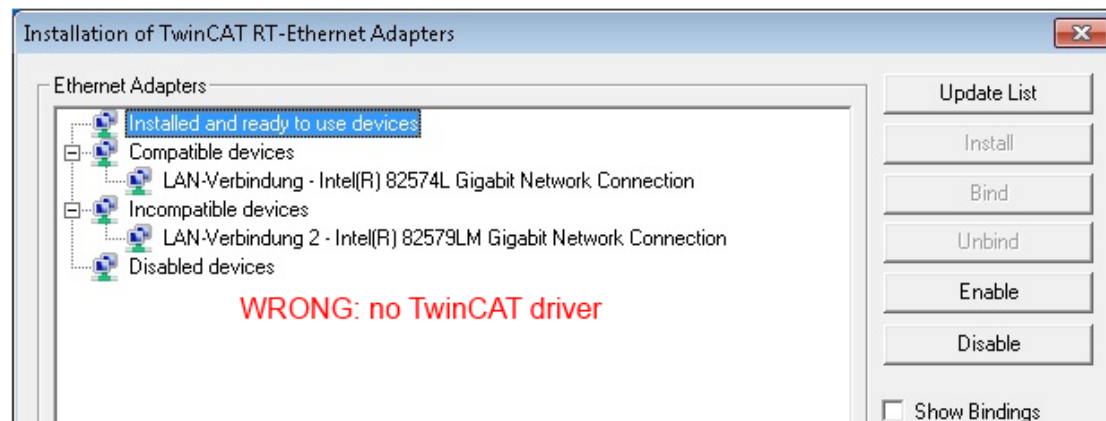 Installation of TwinCAT RT-Ethernet Adapters
Ethernet Adapters
Installed and ready to use devices
Compatible devices
LAN-Verbindung - Intel(R) 82574L Gigabit Network Connection
Incompatible devices
LAN-Verbindung 2 - Intel(R) 82579LM Gigabit Network Connection
Disabled devices
WRONG: no TwinCAT driver
Update List
Install
Bind
Unbind
Enable
Disable
Show Bindings